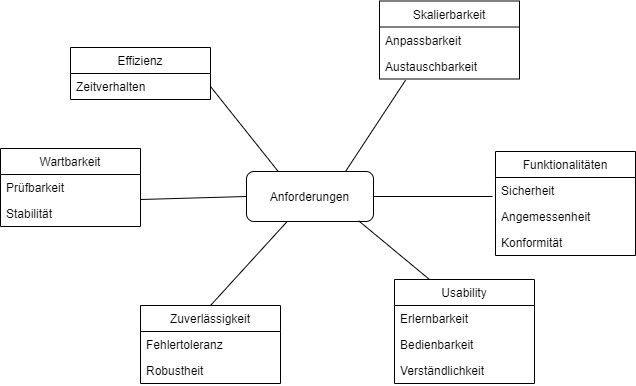 Skalierbarkeit
Anpassbarkeit
Austauschbarkeit
Effizienz
Zeitverhalten
Wartbarkeit
Prüfbarkeit
Stabilität
Anforderungen
Funktionalitäten
Sicherheit
Angemessenheit
Konformität
Zuverlässigkeit
Fehlertoleranz
Robustheit
Usability
Erlernbarkeit
Bedienbarkeit
Verständlichkeit